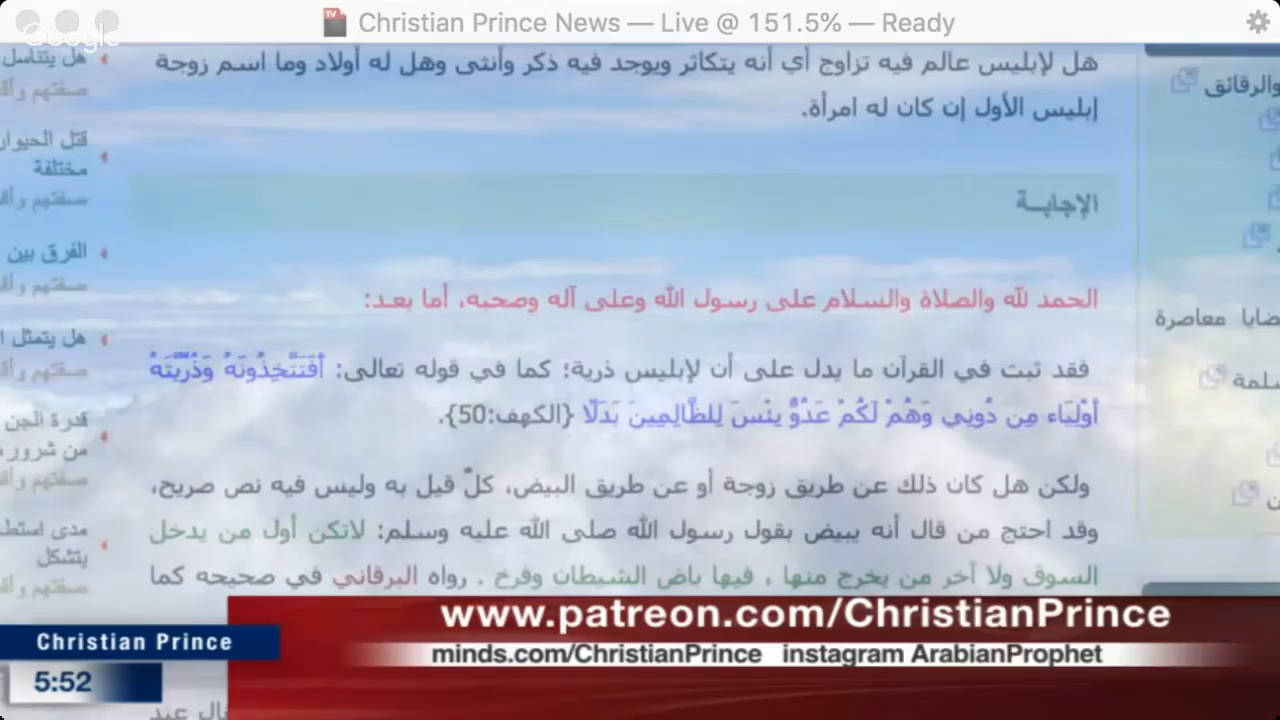 Christian Prince News — Live @ 151.5% — Ready
Google
هل لإبليس عالم فيه تزاوج أي أنه يتكاثر ويوجد فيه ذكر وأنثى وهل له أولاد وما اسم زوجة
إبليس الأول إن كان له امرأة.
الإجابــة
الحمد لله والصلاة والسلام على رسول الله وعلى آله وصحبه، أما بعـد:
فقد ثبت في القرآن ما يدل على أن لإبليس ذرية؛ كما في قوله تعالى: أَفَتَتَّخِذُونَهُ وَذُرِّيَّتَهُ
أَوْلِيَاء مِن دُونِي وَهُمْ لَكُمْ عَدُوٌّ بِئْسَ لِلظَّالِمِينَ بَدَلًا {الكهف:50}.
ولكن هل كان ذلك عن طريق زوجة أو عن طريق البيض، كلٌ قيل به وليس فيه نص صريح،
وقد احتج من قال أنه يبيض بقول رسول الله صلى الله عليه وسلم: لاتكن أول من يدخل
السوق ولا آخر من يخرج منها ، فيها باض الشيطان وفرخ . رواه البرقاني في صحيحه كما
والرقائق
معاصرة
هل يتناسل
قتل الحيوان
مختلفة
الفرق بين
هل يتمثل
قدرة الجن
من شرور
مدى
يتشكل
www.patreon.com/ChristianPrince
minds.com/ChristianPrince instagram ArabianProphet
Christian Prince
5:52